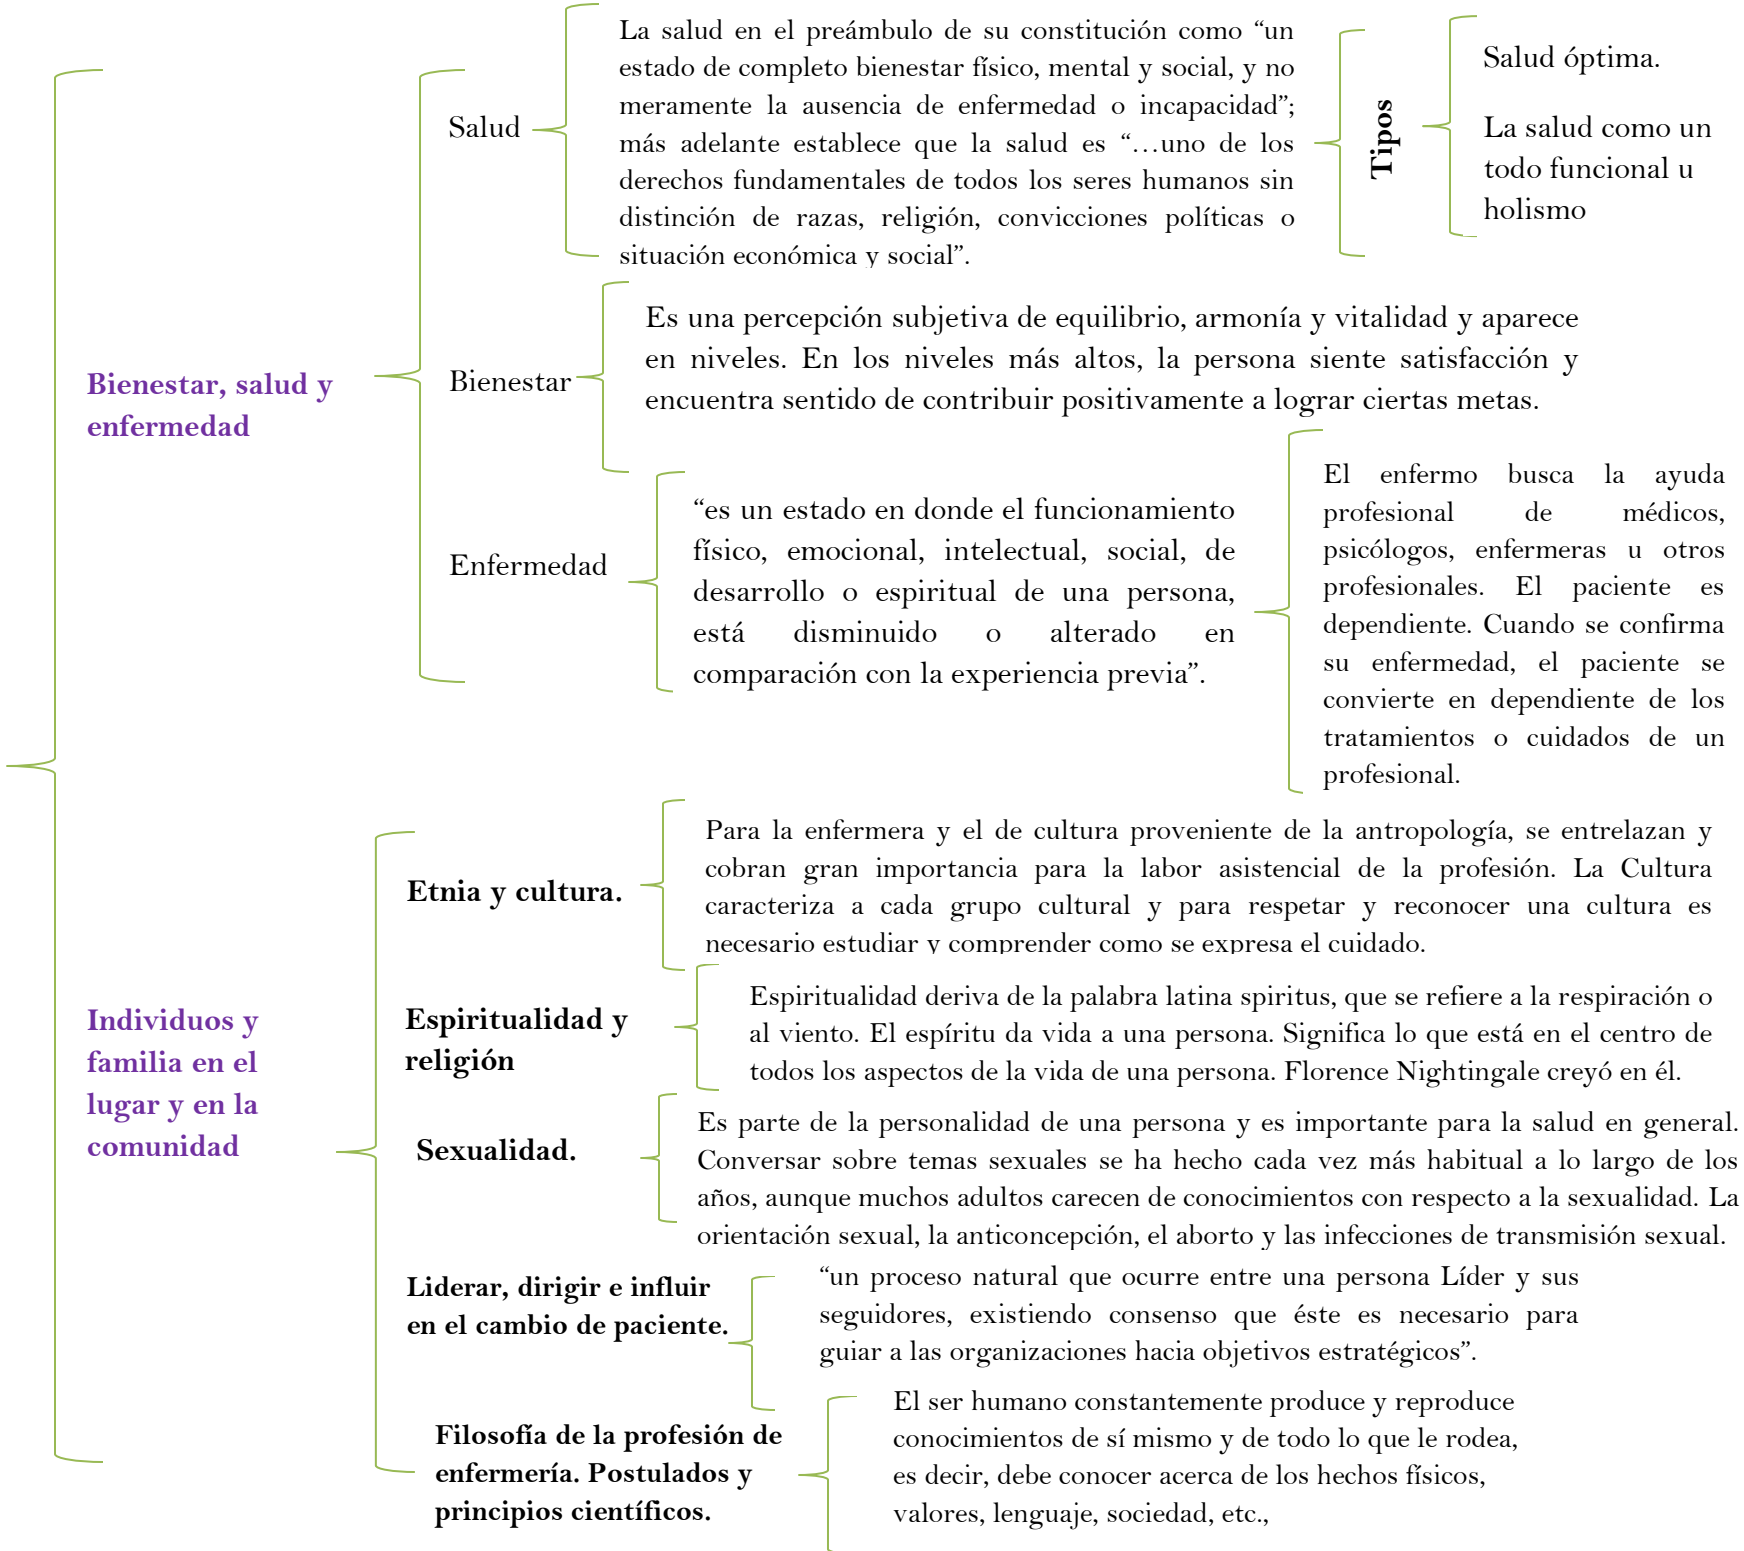 Bienestar, salud y
enfermedad
Salud
La salud en el preámbulo de su constitución como “un
estado de completo bienestar físico, mental y social, y no
meramente la ausencia de enfermedad o incapacidad”;
más adelante establece que la salud es “…uno de los
derechos fundamentales de todos los seres humanos sin
distinción de razas, religión, convicciones políticas o
situación económica y social”.
Tipos
Salud óptima.
La salud como un
todo funcional u
holismo
Bienestar
Es una percepción subjetiva de equilibrio, armonía y vitalidad y aparece
en niveles. En los niveles más altos, la persona siente satisfacción y
encuentra sentido de contribuir positivamente a lograr ciertas metas.
Enfermedad
“es un estado en donde el funcionamiento
físico, emocional, intelectual, social, de
desarrollo o espiritual de una persona,
está disminuido o alterado en
comparación con la experiencia previa”.
El enfermo busca la ayuda
profesional de médicos,
psicólogos, enfermeras u otros
profesionales. El paciente es
dependiente. Cuando se confirma
su enfermedad, el paciente se
convierte en dependiente de los
tratamientos o cuidados de un
profesional.
Individuos y
familia en el
lugar y en la
comunidad
Etnia y cultura.
Para la enfermera y el de cultura proveniente de la antropología, se entrelazan y
cobran gran importancia para la labor asistencial de la profesión. La Cultura
caracteriza a cada grupo cultural y para respetar y reconocer una cultura es
necesario estudiar y comprender como se expresa el cuidado.
Espiritualidad y
religión
Espiritualidad deriva de la palabra latina spiritus, que se refiere a la respiración o
al viento. El espíritu da vida a una persona. Significa lo que está en el centro de
todos los aspectos de la vida de una persona. Florence Nightingale creyó en él.
Sexualidad.
Es parte de la personalidad de una persona y es importante para la salud en general.
Conversar sobre temas sexuales se ha hecho cada vez más habitual a lo largo de los
años, aunque muchos adultos carecen de conocimientos con respecto a la sexualidad. La
orientación sexual, la anticoncepción, el aborto y las infecciones de transmisión sexual.
Liderar, dirigir e influir
en el cambio de paciente.
“un proceso natural que ocurre entre una persona Líder y sus
seguidores, existiendo consenso que éste es necesario para
guiar a las organizaciones hacia objetivos estratégicos”.
Filosofía de la profesión de
enfermería. Postulados y
principios científicos.
El ser humano constantemente produce y reproduce
conocimientos de sí mismo y de todo lo que le rodea,
es decir, debe conocer acerca de los hechos físicos,
valores, lenguaje, sociedad, etc.,